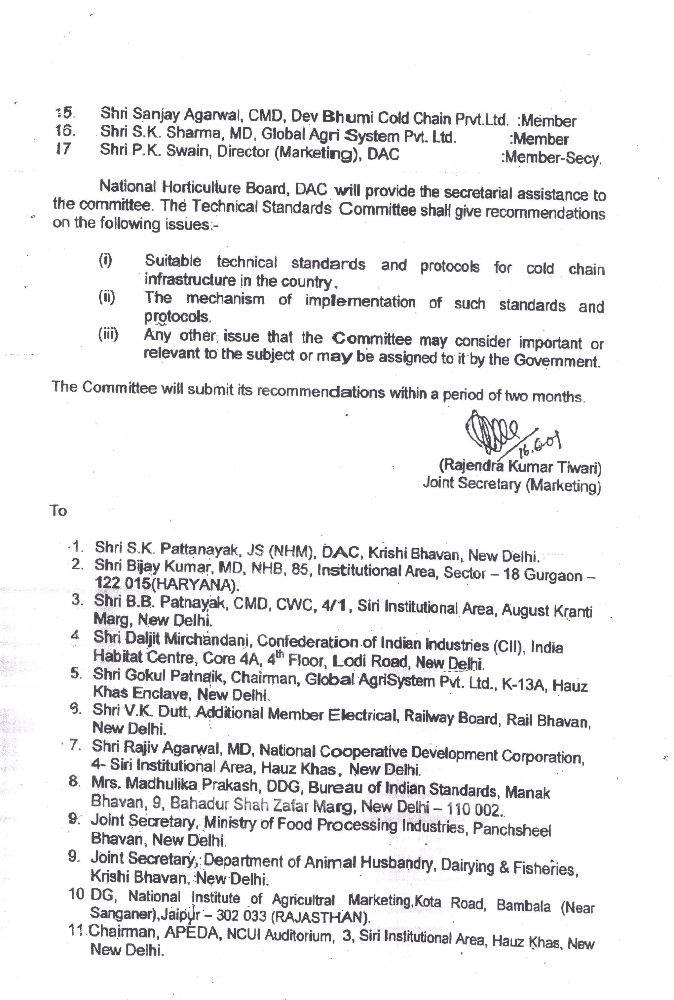 15. Shri Sanjay Agarwal, CMD, Dev Bhumi Cold Chain Prvt.Ltd. :Member
16. Shri S.K. Sharma, MD, Global Agri System Pvt. Ltd. :Member
17 Shri P.K. Swain, Director (Marketing), DAC :Member-Secy.
National Horticulture Board, DAC will provide the secretarial assistance to
the committee. The Technical Standards Committee shall give recommendations
on the following issues:-
(i) Suitable technical standards and protocols for cold chain
infrastructure in the country.
(ii) The mechanism of implementation of such standards and
protocols.
(iii) Any other issue that the Committee may consider important or
relevant to the subject or may be assigned to it by the Government.
The Committee will submit its recommendations within a period of two months.
16.6.09
(Rajendra Kumar Tiwari)
Joint Secretary (Marketing)
To
1. Shri S.K. Pattanayak, JS (NHM), DAC, Krishi Bhavan, New Delhi.
2. Shri Bijay Kumar, MD, NHB, 85, Institutional Area, Sector – 18 Gurgaon –
122 015(HARYANA).
3. Shri B.B. Patnayak, CMD, CWC, 4/1, Siri Institutional Area, August Kranti
Marg, New Delhi.
4 Shri Daljit Mirchandani, Confederation of Indian Industries (CII), India
Habitat Centre, Core 4A, 4th Floor, Lodi Road, New Delhi.
5. Shri Gokul Patnaik, Chairman, Global AgriSystem Pvt. Ltd., K-13A, Hauz
Khas Enclave, New Delhi.
6. Shri V.K. Dutt, Additional Member Electrical, Railway Board, Rail Bhavan,
New Delhi.
7. Shri Rajiv Agarwal, MD, National Cooperative Development Corporation,
4- Siri Institutional Area, Hauz Khas, New Delhi.
8. Mrs. Madhulika Prakash, DDG, Bureau of Indian Standards, Manak
Bhavan, 9, Bahadur Shah Zafar Marg, New Delhi – 110 002.
9. Joint Secretary, Ministry of Food Processing Industries, Panchsheel
Bhavan, New Delhi.
9. Joint Secretary, Department of Animal Husbandry, Dairying & Fisheries,
Krishi Bhavan, New Delhi.
10 DG, National Institute of Agricultral Marketing,Kota Road, Bambala (Near
Sanganer),Jaipur – 302 033 (RAJASTHAN).
11.Chairman, APEDA, NCUI Auditorium, 3, Siri Institutional Area, Hauz Khas, New
New Delhi.